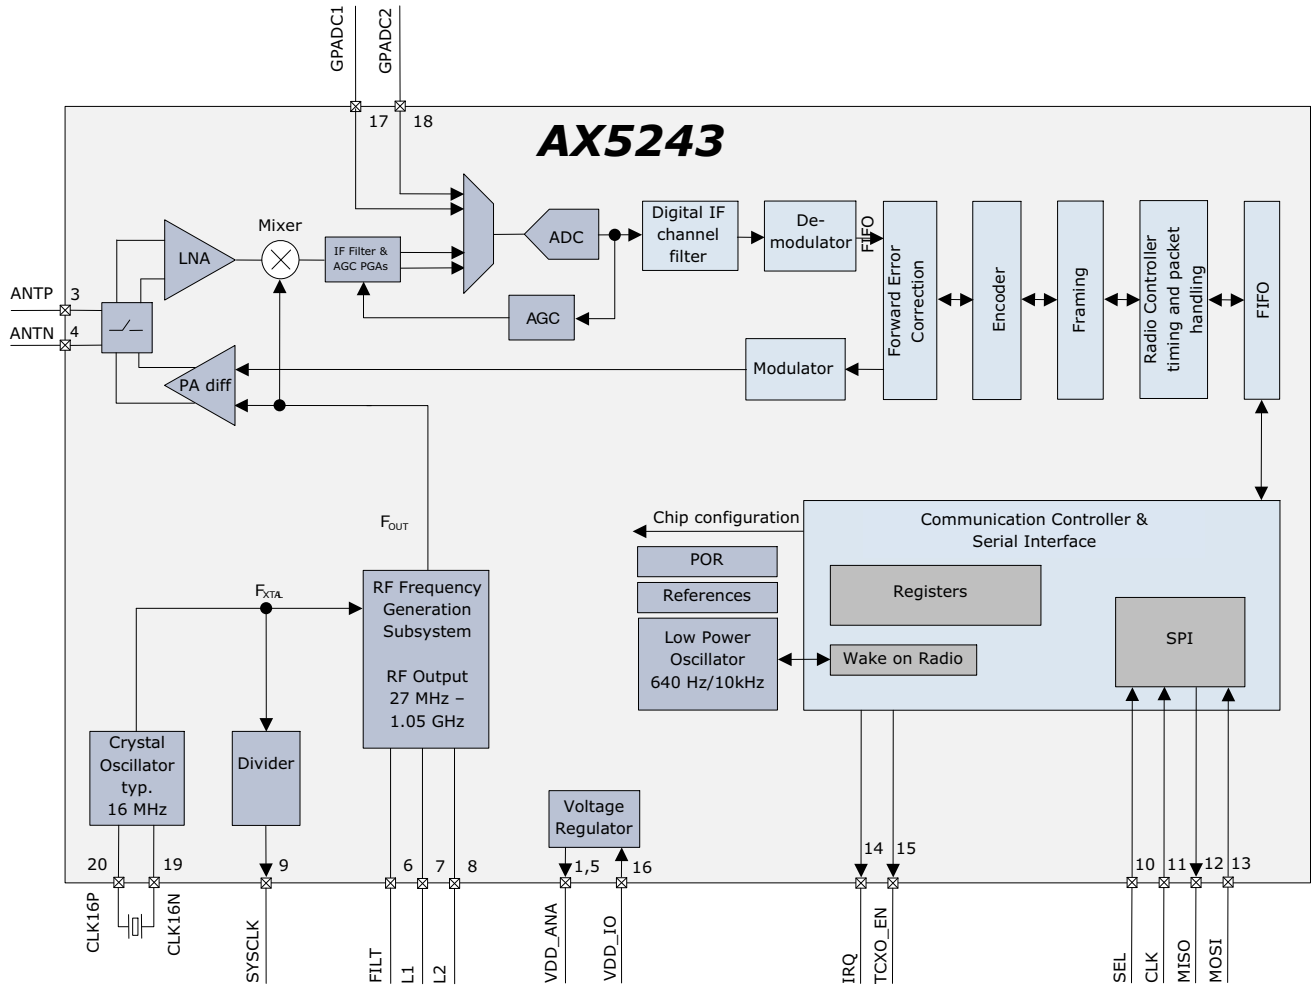 GPADC1
GPADC2
17
18
AX5243
Mixer
LNA
IF Filter &
AGC PGAs
ADC
AGC
Digital IF
channel
filter
De-
modulator
FIFO
Forward Error
Correction
Encoder
Framing
Radio Controller
timing and packet
handling
FIFO
ANTP
3
ANTN
4
PA diff
Modulator
FOUT
FXTAL
RF Frequency
Generation
Subsystem
RF Output
27 MHz –
1.05 GHz
Chip configuration
Communication Controller &
Serial Interface
POR
References
Low Power
Oscillator
640 Hz/10kHz
Registers
Wake on Radio
SPI
Crystal
Oscillator
typ.
16 MHz
Divider
Voltage
Regulator
20
19
9
6
7
8
1,5
16
14
15
10
11
12
13
CLK16P
CLK16N
SYSCLK
FILT
L1
L2
VDD_ANA
VDD_IO
IRQ
TCXO_EN
SEL
CLK
MISO
MOSI